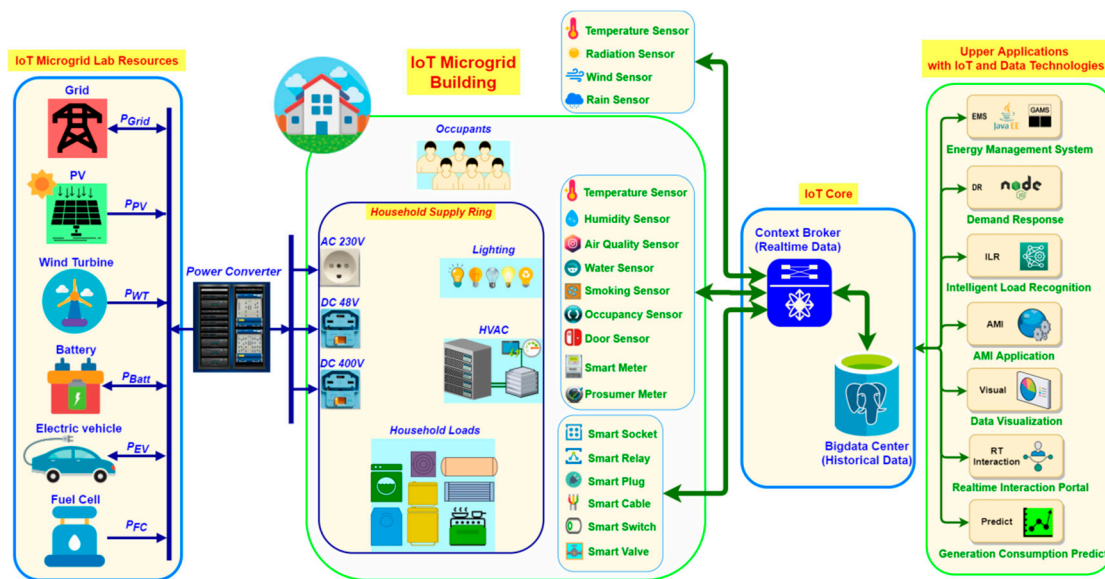 IoT Microgrid Lab Resources
Grid
PGrid
PV
PPV
Wind Turbine
PWT
Battery
PBatt
Electric vehicle
PEV
Fuel Cell
PFC
Power Converter
IoT Microgrid
Building
Occupants
Household Supply Ring
AC 230V
DC 48V
DC 400V
Lighting
HVAC
Household Loads
Temperature Sensor
Radiation Sensor
Wind Sensor
Rain Sensor
Temperature Sensor
Humidity Sensor
Air Quality Sensor
Water Sensor
Smoking Sensor
Occupancy Sensor
Door Sensor
Smart Meter
Prosumer Meter
Smart Socket
Smart Relay
Smart Plug
Smart Cable
Smart Switch
Smart Valve
IoT Core
Context Broker
(Realtime Data)
Bigdata Center
(Historical Data)
Upper Applications
with IoT and Data Technologies
EMS
Java EE
GAMS
Energy Management System
DR
node
Demand Response
ILR
Intelligent Load Recognition
AMI
AMI Application
Visual
Data Visualization
RT
Interaction
Realtime Interaction Portal
Predict
Generation Consumption Predict